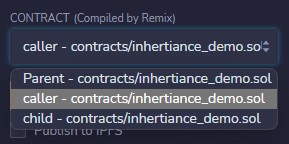 CONTRACT (Compiled by Remix)
caller - contracts/inhertiance_demo.sol
Parent - contracts/inhertiance_demo.sol
caller - contracts/inhertiance_demo.sol
child - contracts/inhertiance_demo.sol
Publish to IPFS